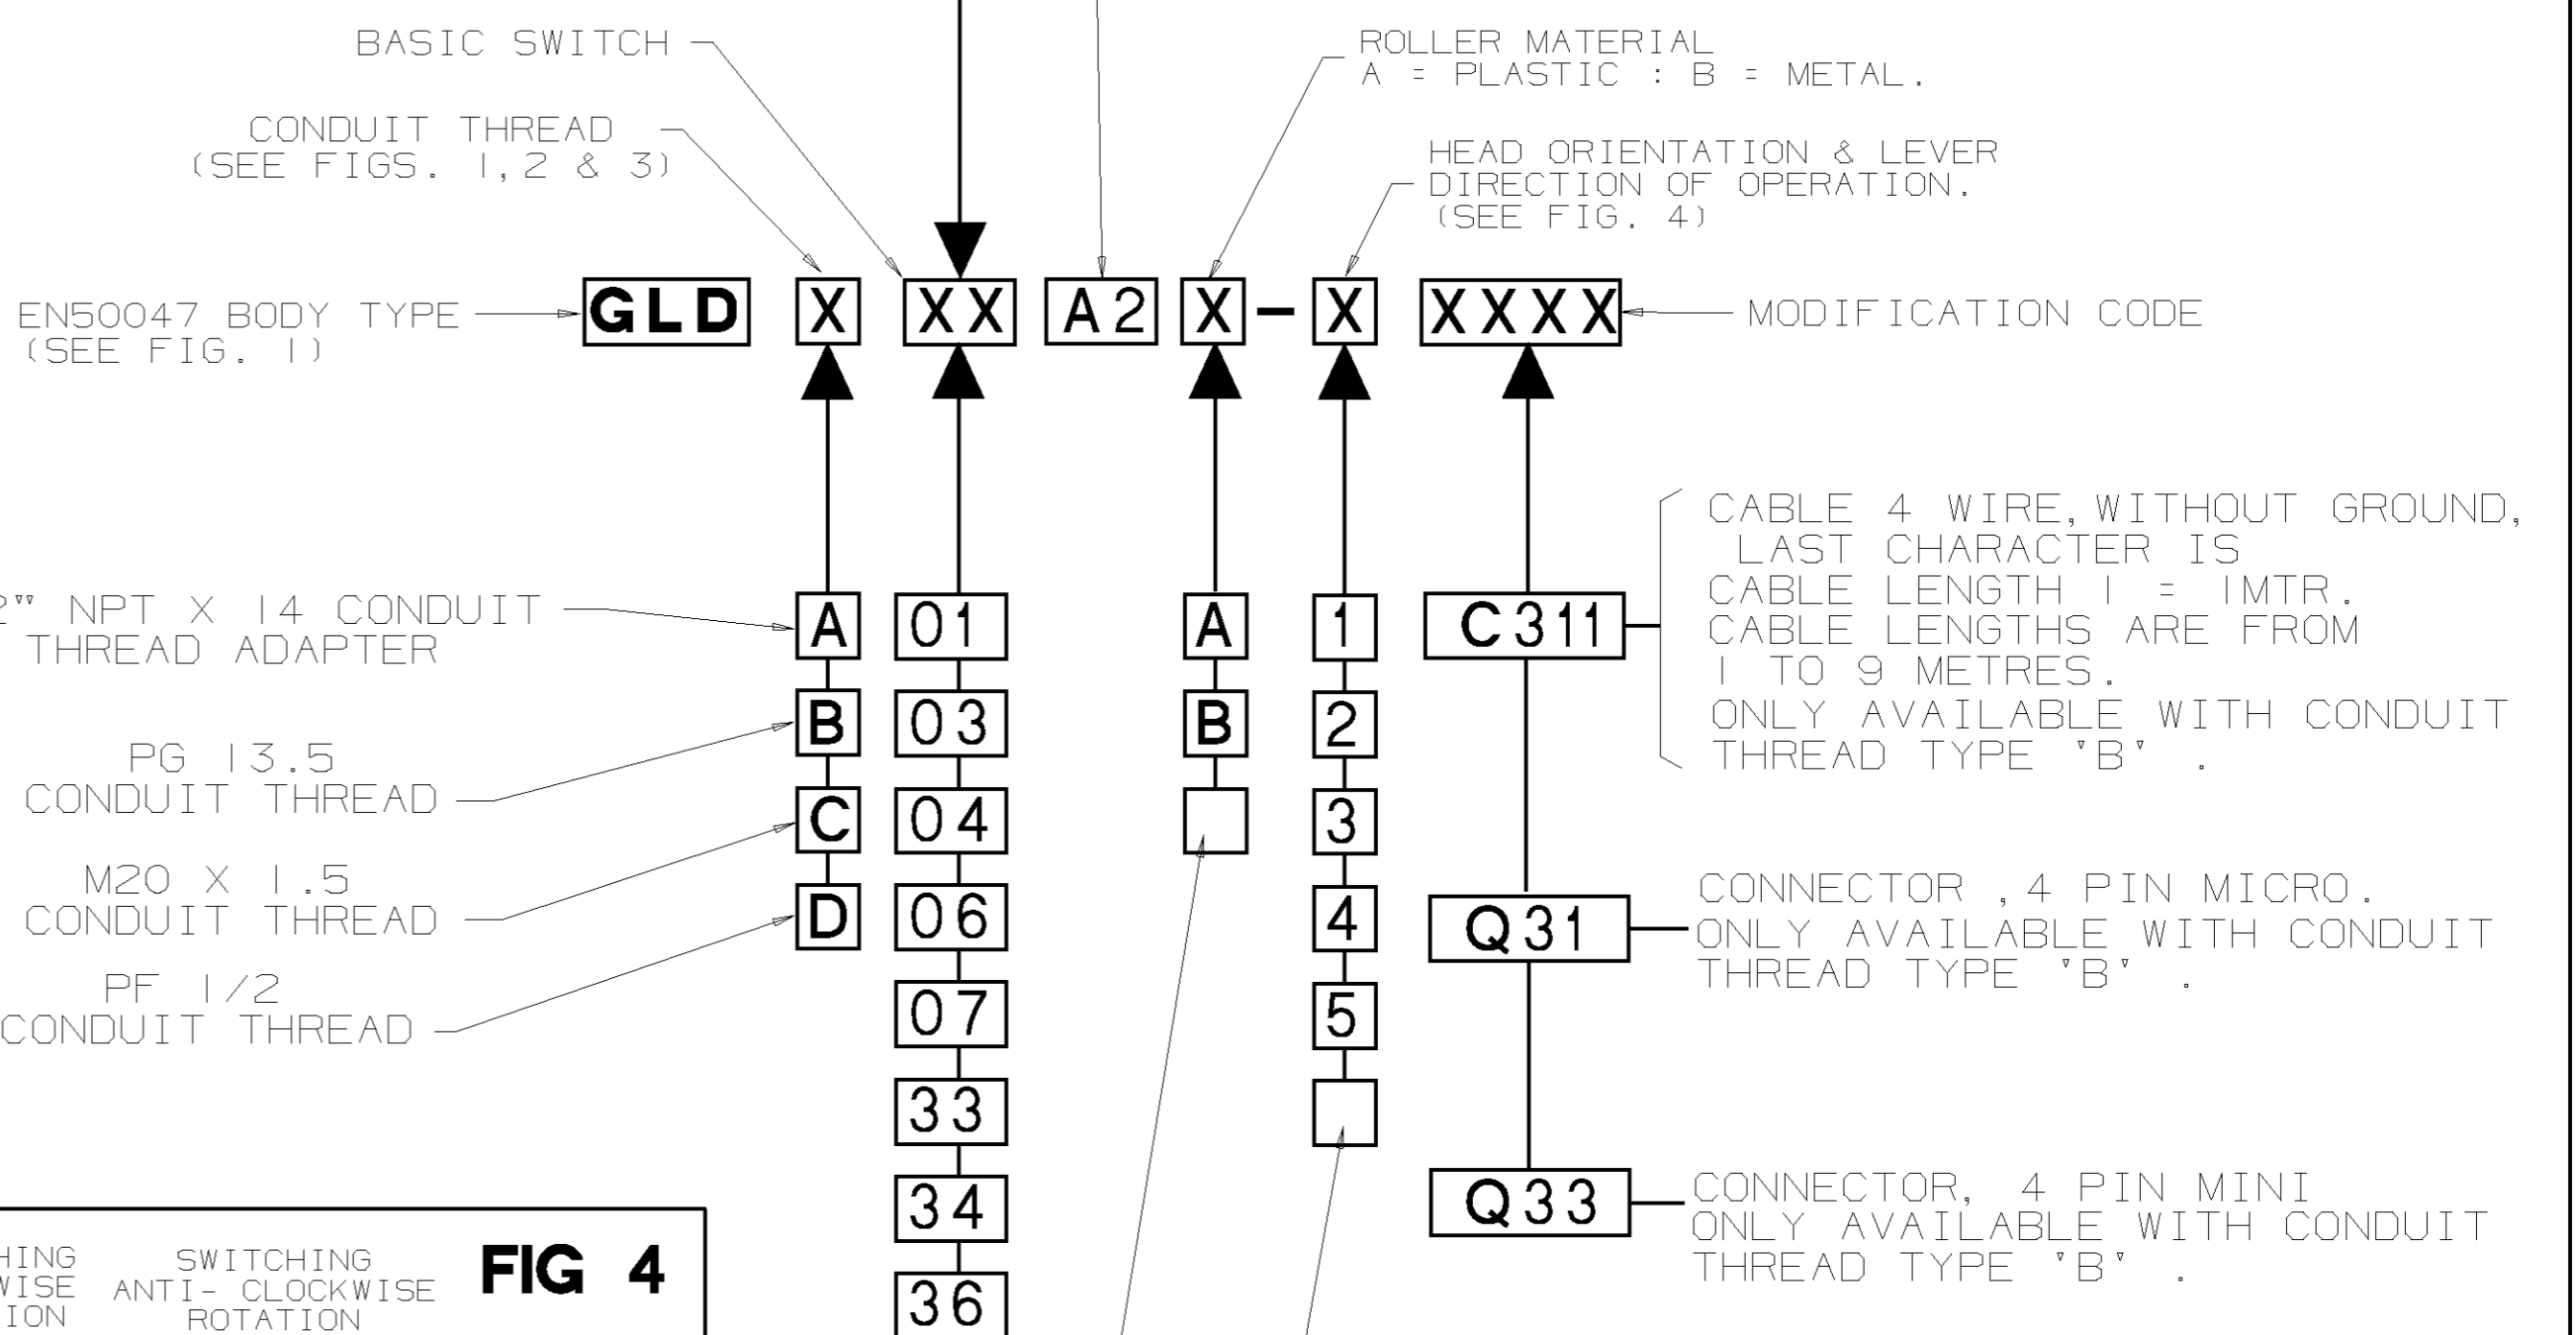 BASIC SWITCH
CONDUIT THREAD
(SEE FIGS. 1,2 & 3)
ROLLER MATERIAL
A = PLASTIC : B = METAL.
HEAD ORIENTATION & LEVER
DIRECTION OF OPERATION.
(SEE FIG. 4)
EN50047 BODY TYPE
(SEE FIG. 1)
GLD X XX A2 X - X XXXX
MODIFICATION CODE
2" NPT X 14 CONDUIT
THREAD ADAPTER
PG 13.5
CONDUIT THREAD
M20 X 1.5
CONDUIT THREAD
PF 1/2
CONDUIT THREAD
A
B
C
D
01
03
04
06
07
33
34
36
A
B
1
2
3
4
5
C311
CABLE 4 WIRE, WITHOUT GROUND,
LAST CHARACTER IS
CABLE LENGTH 1 = 1MTR.
CABLE LENGTHS ARE FROM
1 TO 9 METRES.
ONLY AVAILABLE WITH CONDUIT
THREAD TYPE 'B' .
Q31
CONNECTOR ,4 PIN MICRO.
ONLY AVAILABLE WITH CONDUIT
THREAD TYPE 'B' .
Q33
CONNECTOR, 4 PIN MINI
ONLY AVAILABLE WITH CONDUIT
THREAD TYPE 'B' .
FIG 4
SWITCHING
ANTI- CLOCKWISE
ROTATION